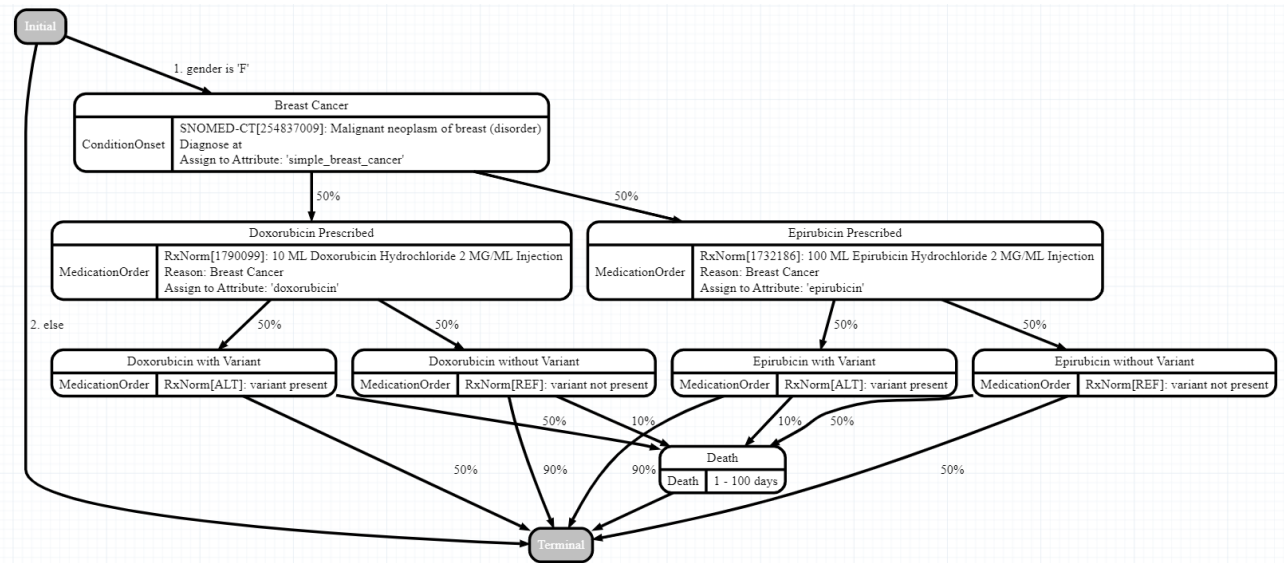 Initial
1. gender is 'F'
Breast Cancer
ConditionOnset
SNOMED-CT[254837009]: Malignant neoplasm of breast (disorder)
Diagnose at
Assign to Attribute: 'simple_breast_cancer'
50%
50%
Doxorubicin Prescribed
MedicationOrder
RxNorm[1790099]: 10 ML Doxorubicin Hydrochloride 2 MG/ML Injection
Reason: Breast Cancer
Assign to Attribute: 'doxorubicin'
Epirubicin Prescribed
MedicationOrder
RxNorm[1732186]: 100 ML Epirubicin Hydrochloride 2 MG/ML Injection
Reason: Breast Cancer
Assign to Attribute: 'epirubicin'
2. else
50%
50%
50%
50%
Doxorubicin with Variant
MedicationOrder
RxNorm[ALT]: variant present
Doxorubicin without Variant
MedicationOrder
RxNorm[REF]: variant not present
Epirubicin with Variant
MedicationOrder
RxNorm[ALT]: variant present
Epirubicin without Variant
MedicationOrder
RxNorm[REF]: variant not present
50%
10%
10%
50%
Death
Death
1 - 100 days
50%
90%
90%
50%
Terminal